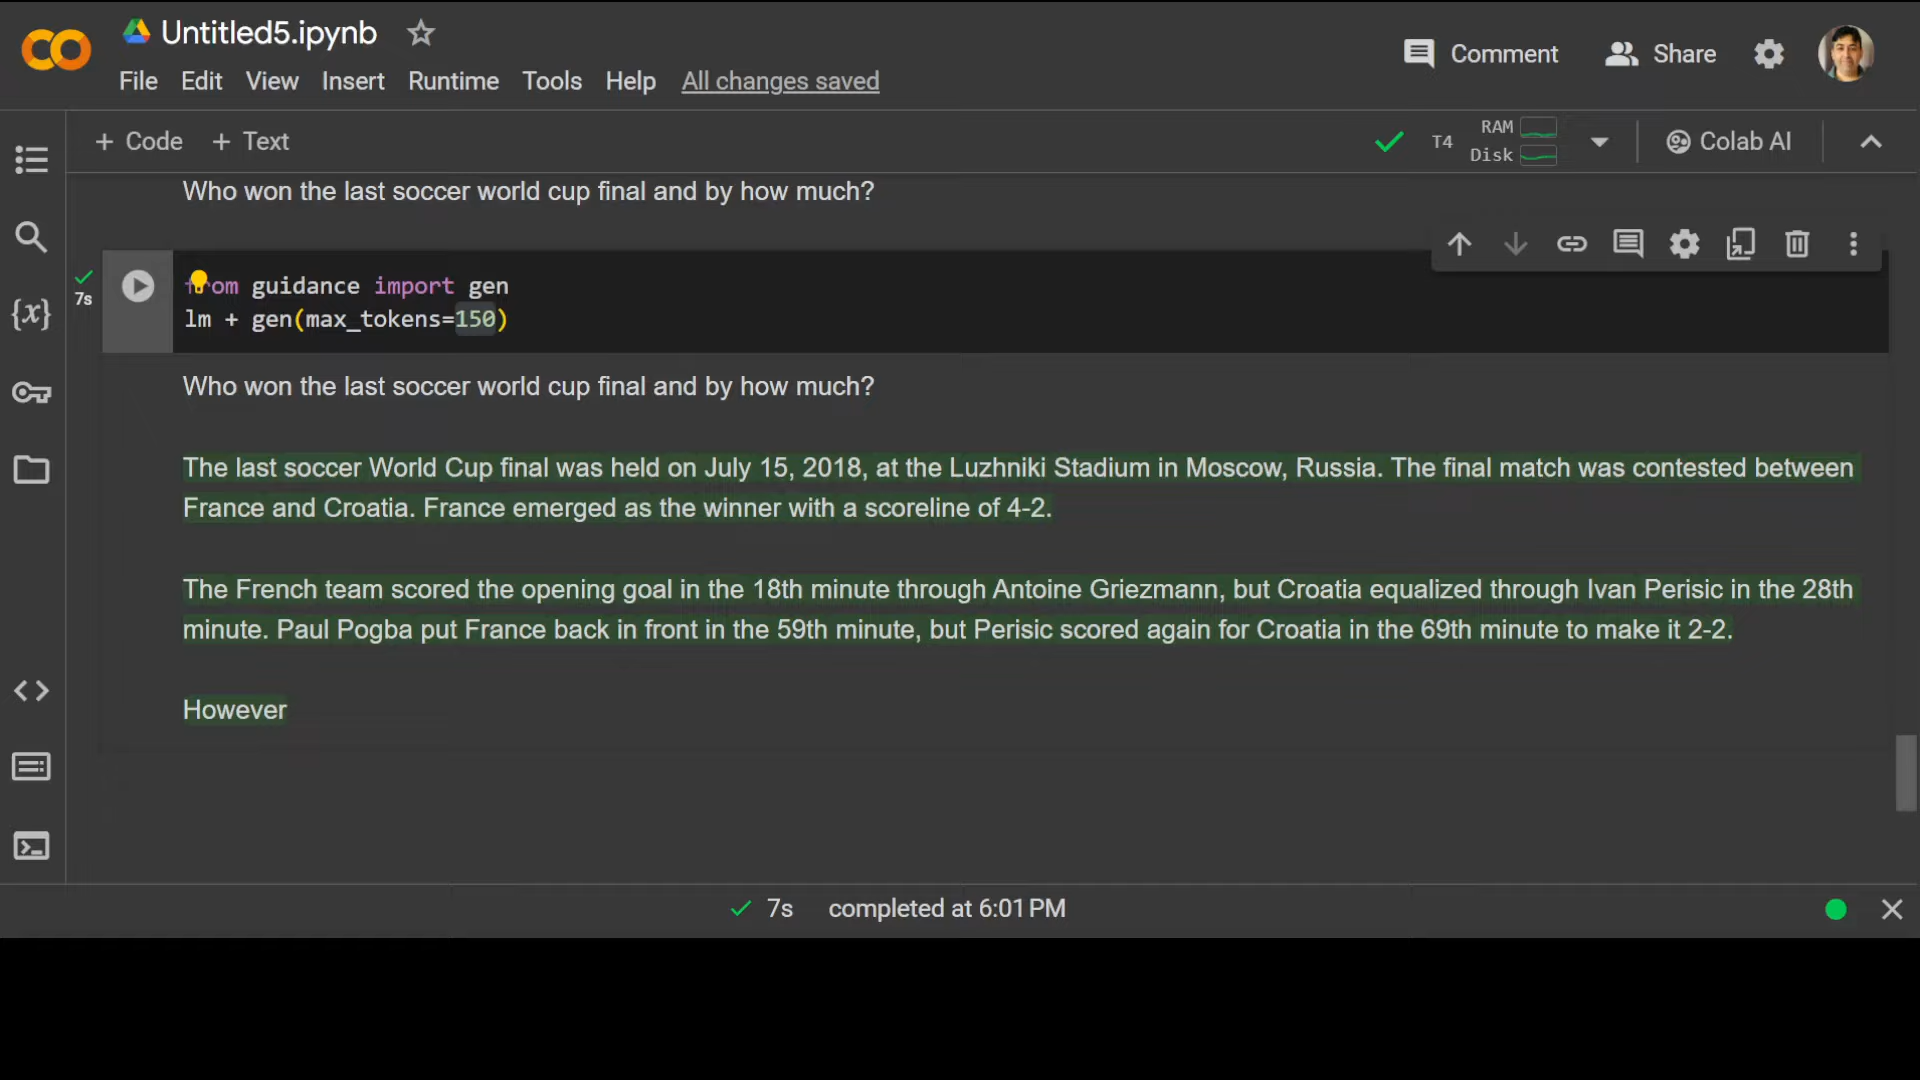 Untitled5.ipynb
File Edit View Insert Runtime Tools Help All changes saved
Comment Share
+ Code + Text
T4 RAM Disk Colab AI
Who won the last soccer world cup final and by how much?
7s
from guidance import gen
lm + gen(max_tokens=150)
Who won the last soccer world cup final and by how much?
The last soccer World Cup final was held on July 15, 2018, at the Luzhniki Stadium in Moscow, Russia. The final match was contested between
France and Croatia. France emerged as the winner with a scoreline of 4-2.
The French team scored the opening goal in the 18th minute through Antoine Griezmann, but Croatia equalized through Ivan Perisic in the 28th
minute. Paul Pogba put France back in front in the 59th minute, but Perisic scored again for Croatia in the 69th minute to make it 2-2.
However
7s completed at 6:01 PM